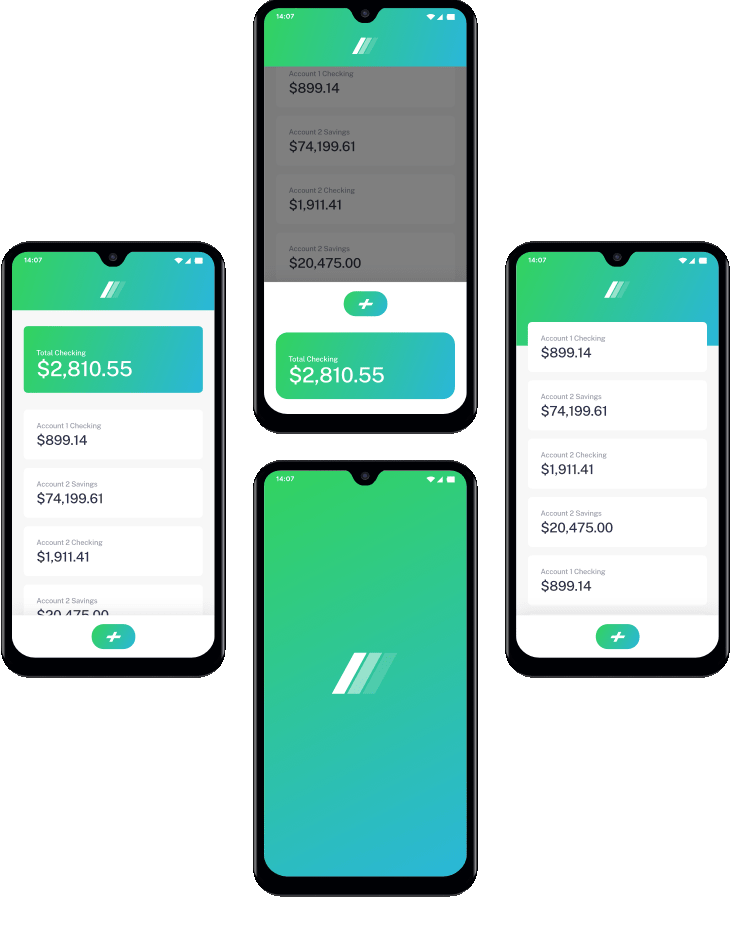 14:07
Account 1 Checking
$899.14
Account 2 Savings
$74,199.61
Account 2 Checking
$1,911.41
Account 2 Savings
$20,475.00
Total Checking
$2,810.55
14:07
Total Checking
$2,810.55
Account 1 Checking
$899.14
Account 2 Savings
$74,199.61
Account 2 Checking
$1,911.41
Account 2 Savings
$20,475.00
14:07
Account 1 Checking
$899.14
Account 2 Savings
$74,199.61
Account 2 Checking
$1,911.41
Account 2 Savings
$20,475.00
Account 1 Checking
$899.14
14:07